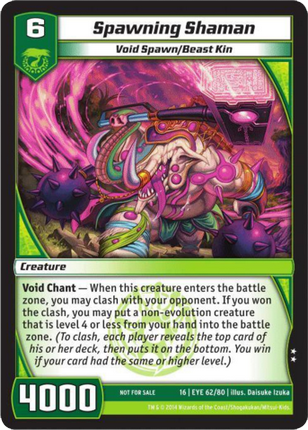 6
Spawning Shaman
Void Spawn/Beast Kin
Creature
Void Chant — When this creature enters the battle
zone, you may clash with your opponent. If you won
the clash, you may put a non-evolution creature
that is level 4 or less from your hand into the battle
zone. (To clash, each player reveals the top card of
his or her deck, then puts it on the bottom. You win
if your card had the same or higher level.)
4000
NOT FOR SALE 16 | EYE 62/80 | illus. Daisuke Izuka
TM & © 2014 Wizards of the Coast/Shogakukan/Mitsui-Kids